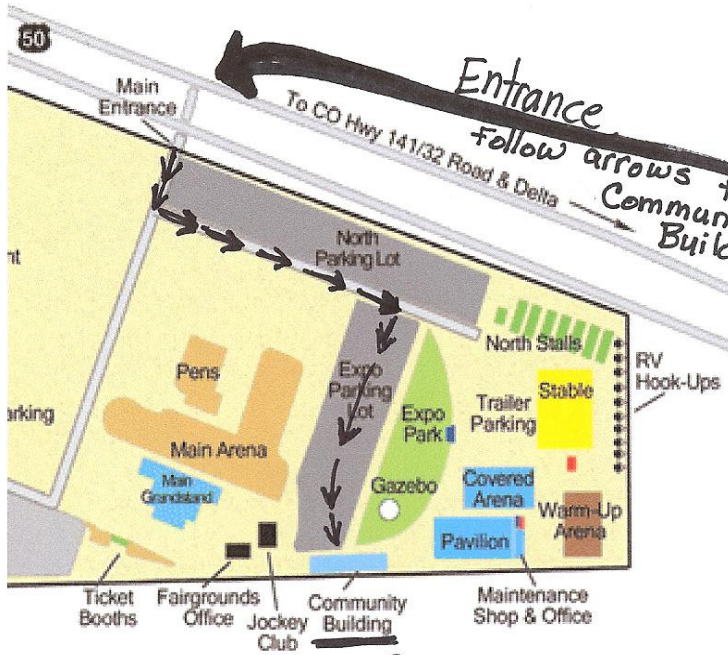 50
Main
Entrance
Entrance
follow arrows
Commun
Buil
To CO Hwy 141/32 Road & Delta
North
Parking Lot
North Stalls
RV
Hook-Ups
Pens
Expo
Parking
Lot
Expo
Park
Trailer
Parking
Stable
arking
Main Arena
Main
Grandstand
Gazebo
Covered
Arena
Warm-Up
Arena
Pavilion
Ticket
Booths
Fairgrounds
Office
Jockey
Club
Community
Building
Maintenance
Shop & Office